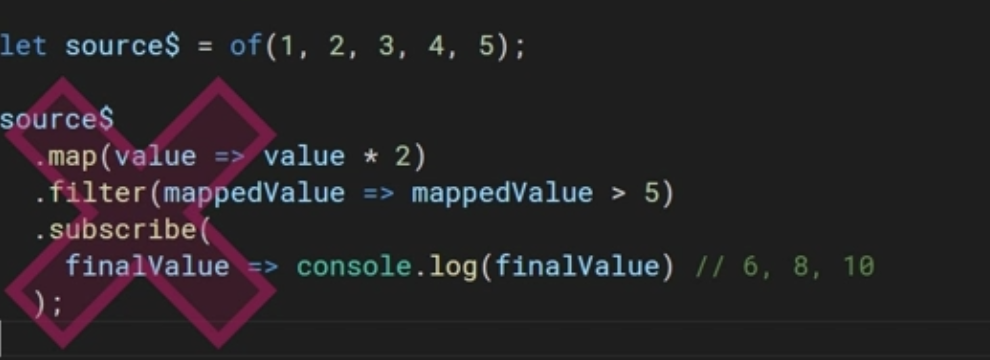 let source$ = of(1, 2, 3, 4, 5);
source$
.map(value => value * 2)
.filter(mappedValue => mappedValue > 5)
.subscribe(
finalValue => console.log(finalValue) // 6, 8, 10
);